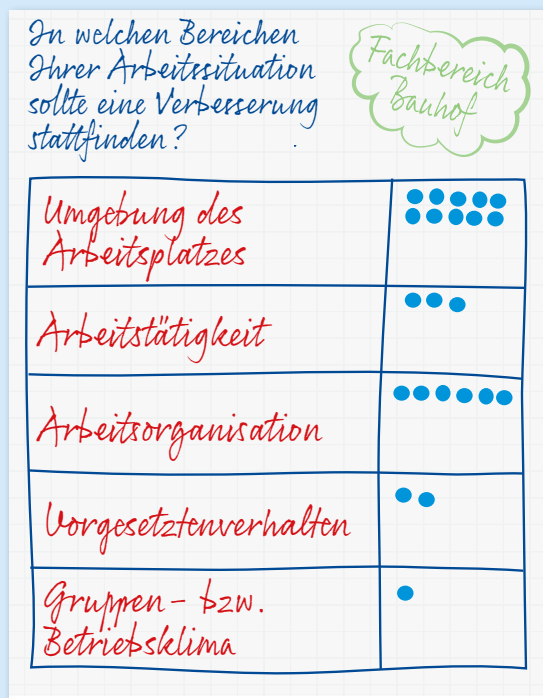 In welchen Bereichen
Ihrer Arbeitssituation
sollte eine Verbesserung
stattfinden?
Fachbereich
Bauhof
Umgebung des
Arbeitsplatzes
Arbeitstätigkeit
Arbeitsorganisation
Vorgesetztenverhalten
Gruppen- bzw.
Betriebsklima